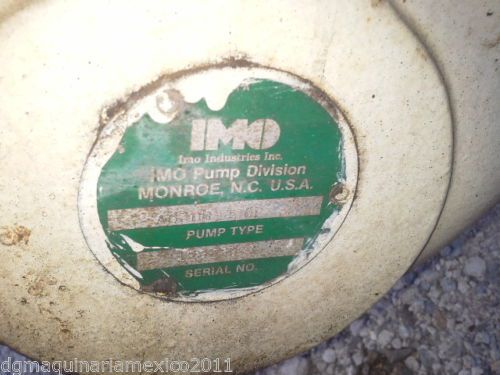 IMO
Imo Industries Inc.
IMO Pump Division
MONROE, N.C. U.S.A.
PUMP TYPE
SERIAL NO.
dgmaquinariamexico2011